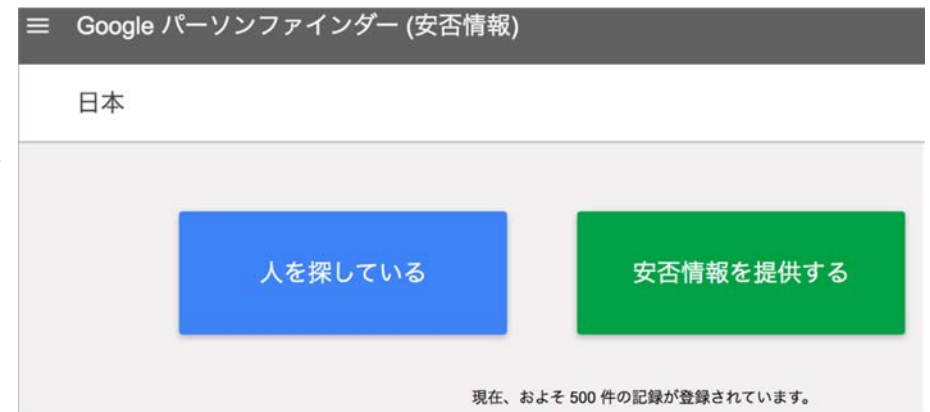 Google パーソンファインダー (安否情報)
日本
人を探している
安否情報を提供する
現在、およそ 500 件の記録が登録されています。